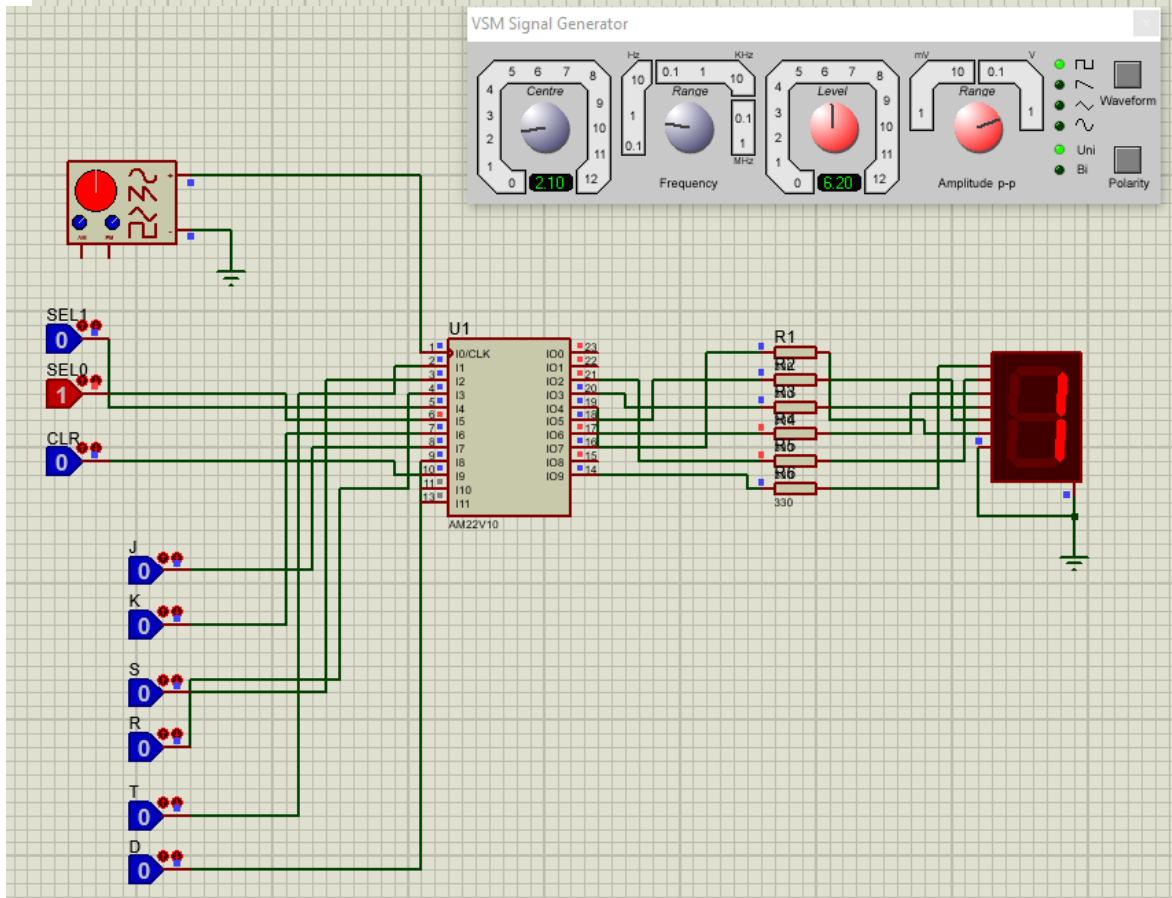 VSM Signal Generator
Hz KHz mV V
5 6 7 8 4 3 2 1 0 9 10 11 12
Centre
2.10
10 1 0.1 0.1 1 10 0.1 1
Range
MHz
Frequency
5 6 7 8 4 3 2 1 0 9 10 11 12
Level
6.20
1 10 0.1 1
Range
Amplitude p-p
Waveform
Uni
Bi
Polarity
+
-
AM FM
SEL1
0
SEL0
1
CLR
0
J
0
K
0
S
0
R
0
T
0
D
0
U1
1 I0/CLK IO0 23
2 I1 IO1 22
3 I2 IO2 21
4 I3 IO3 20
5 I4 IO4 19
6 I5 IO5 18
7 I6 IO6 17
8 I7 IO7 16
9 I8 IO8 15
10 I9 IO9 14
11 I10
13 I11
AM22V10
R1
R2
R3
R4
R5
R6
330